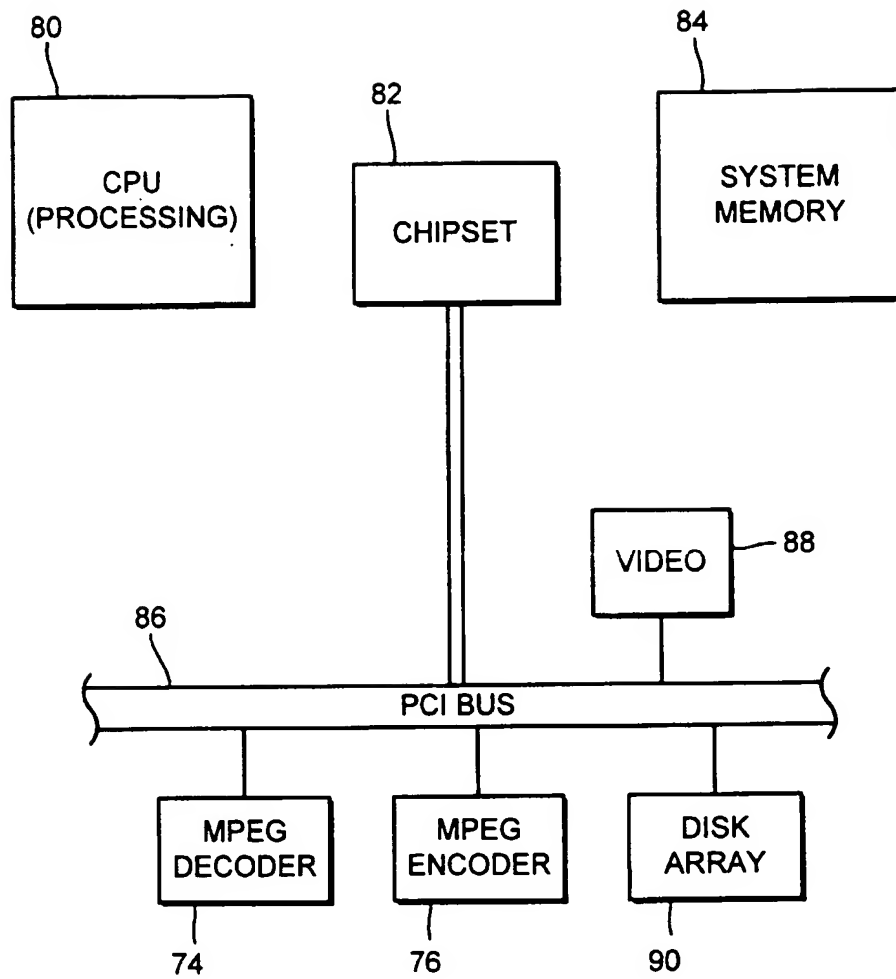 80
84
82
CPU
(PROCESSING)
CHIPSET
SYSTEM
MEMORY
VIDEO
88
86
PCI BUS
MPEG
DECODER
MPEG
ENCODER
DISK
ARRAY
74
76
90